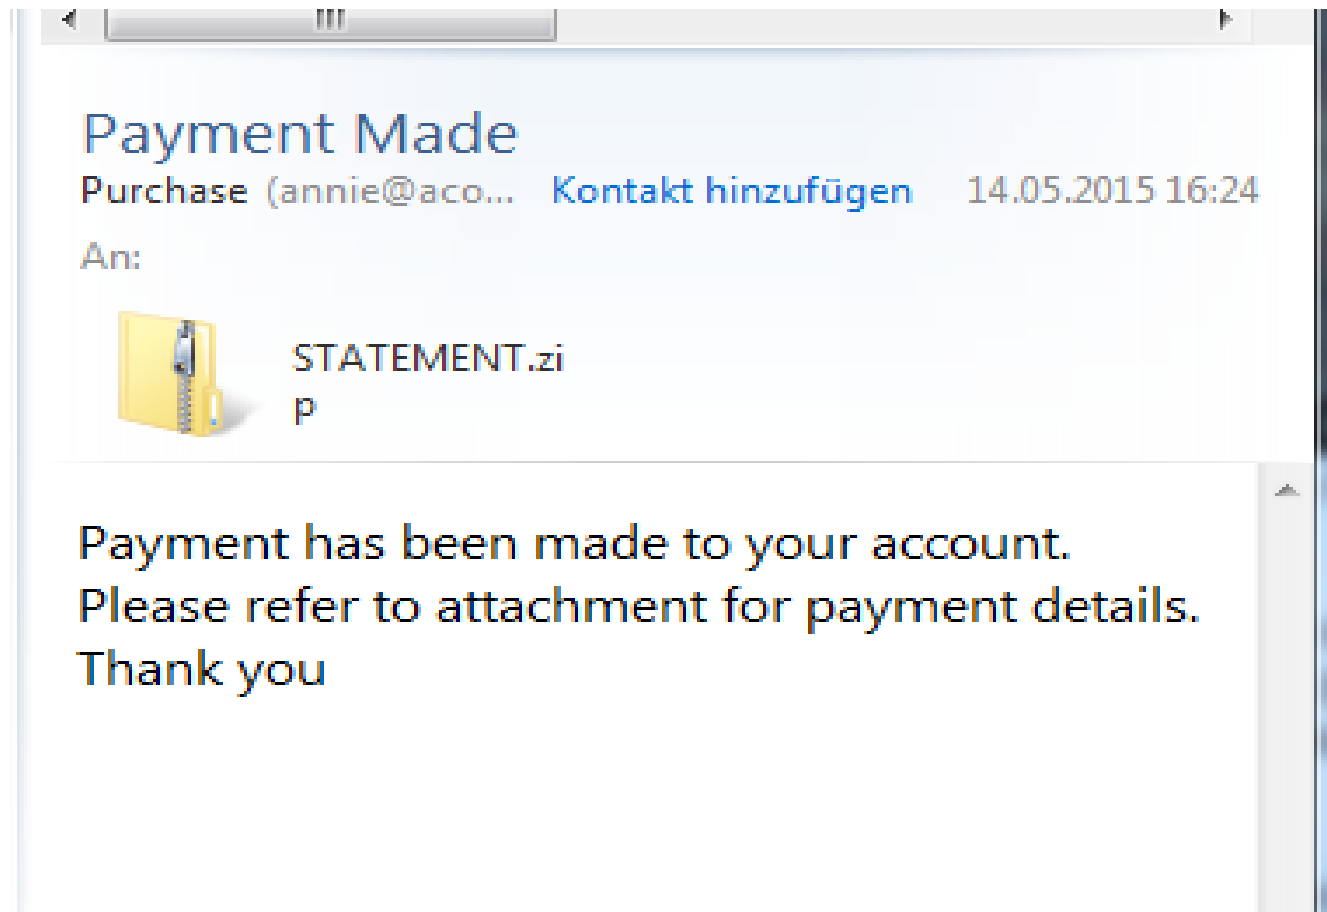 Payment Made
Purchase (annie@aco... Kontakt hinzufügen 14.05.2015 16:24
An:
STATEMENT.zi
p
Payment has been made to your account.
Please refer to attachment for payment details.
Thank you